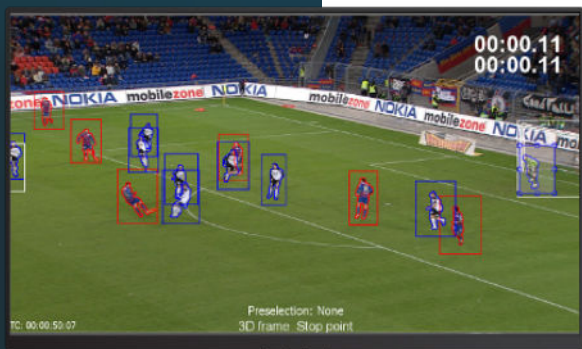 00:00.11
00:00.11
zone NOKIA mobilezone NOKIA mobilezone NOKIA mobilezone NOKIA
Preselection: None
TC: 00:00:50:07
3D frame Stop point